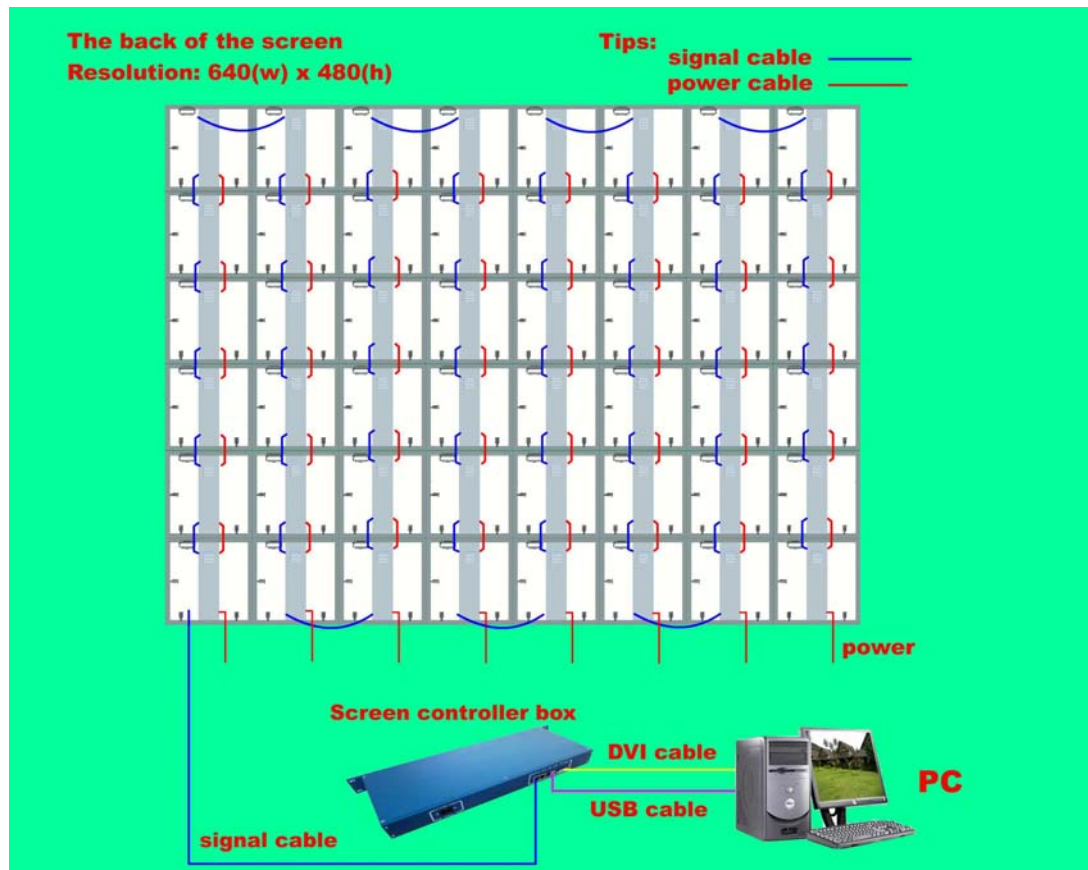 The back of the screen
Resolution: 640(w) x 480(h)
Tips:
signal cable
power cable
power
Screen controller box
DVI cable
USB cable
PC
signal cable